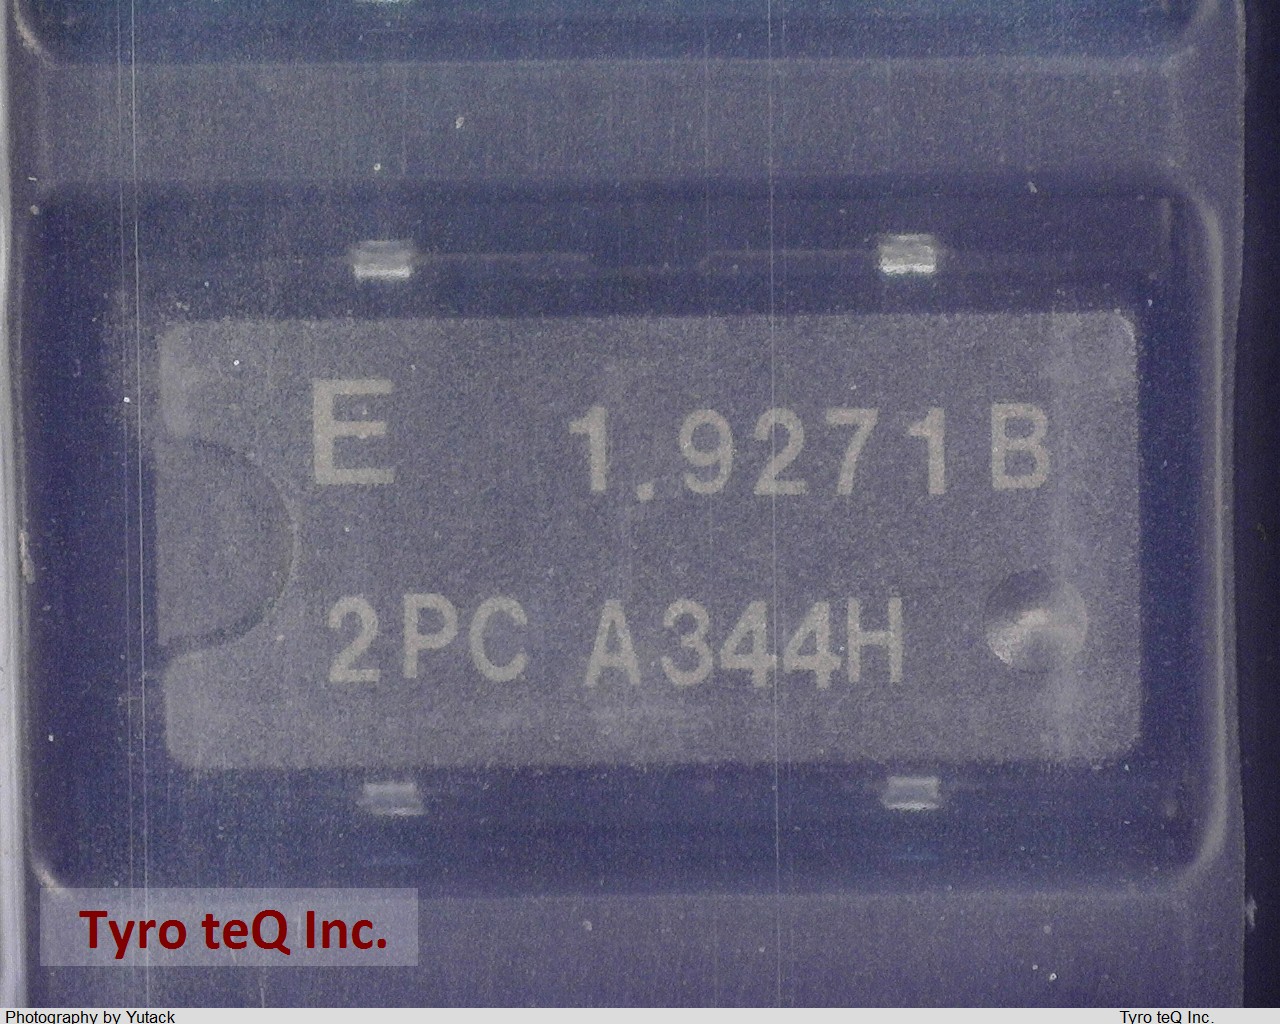 E 1.9271B
2PC A344H
Tyro teQ Inc.
Photography by Yutack
Tyro teQ Inc.